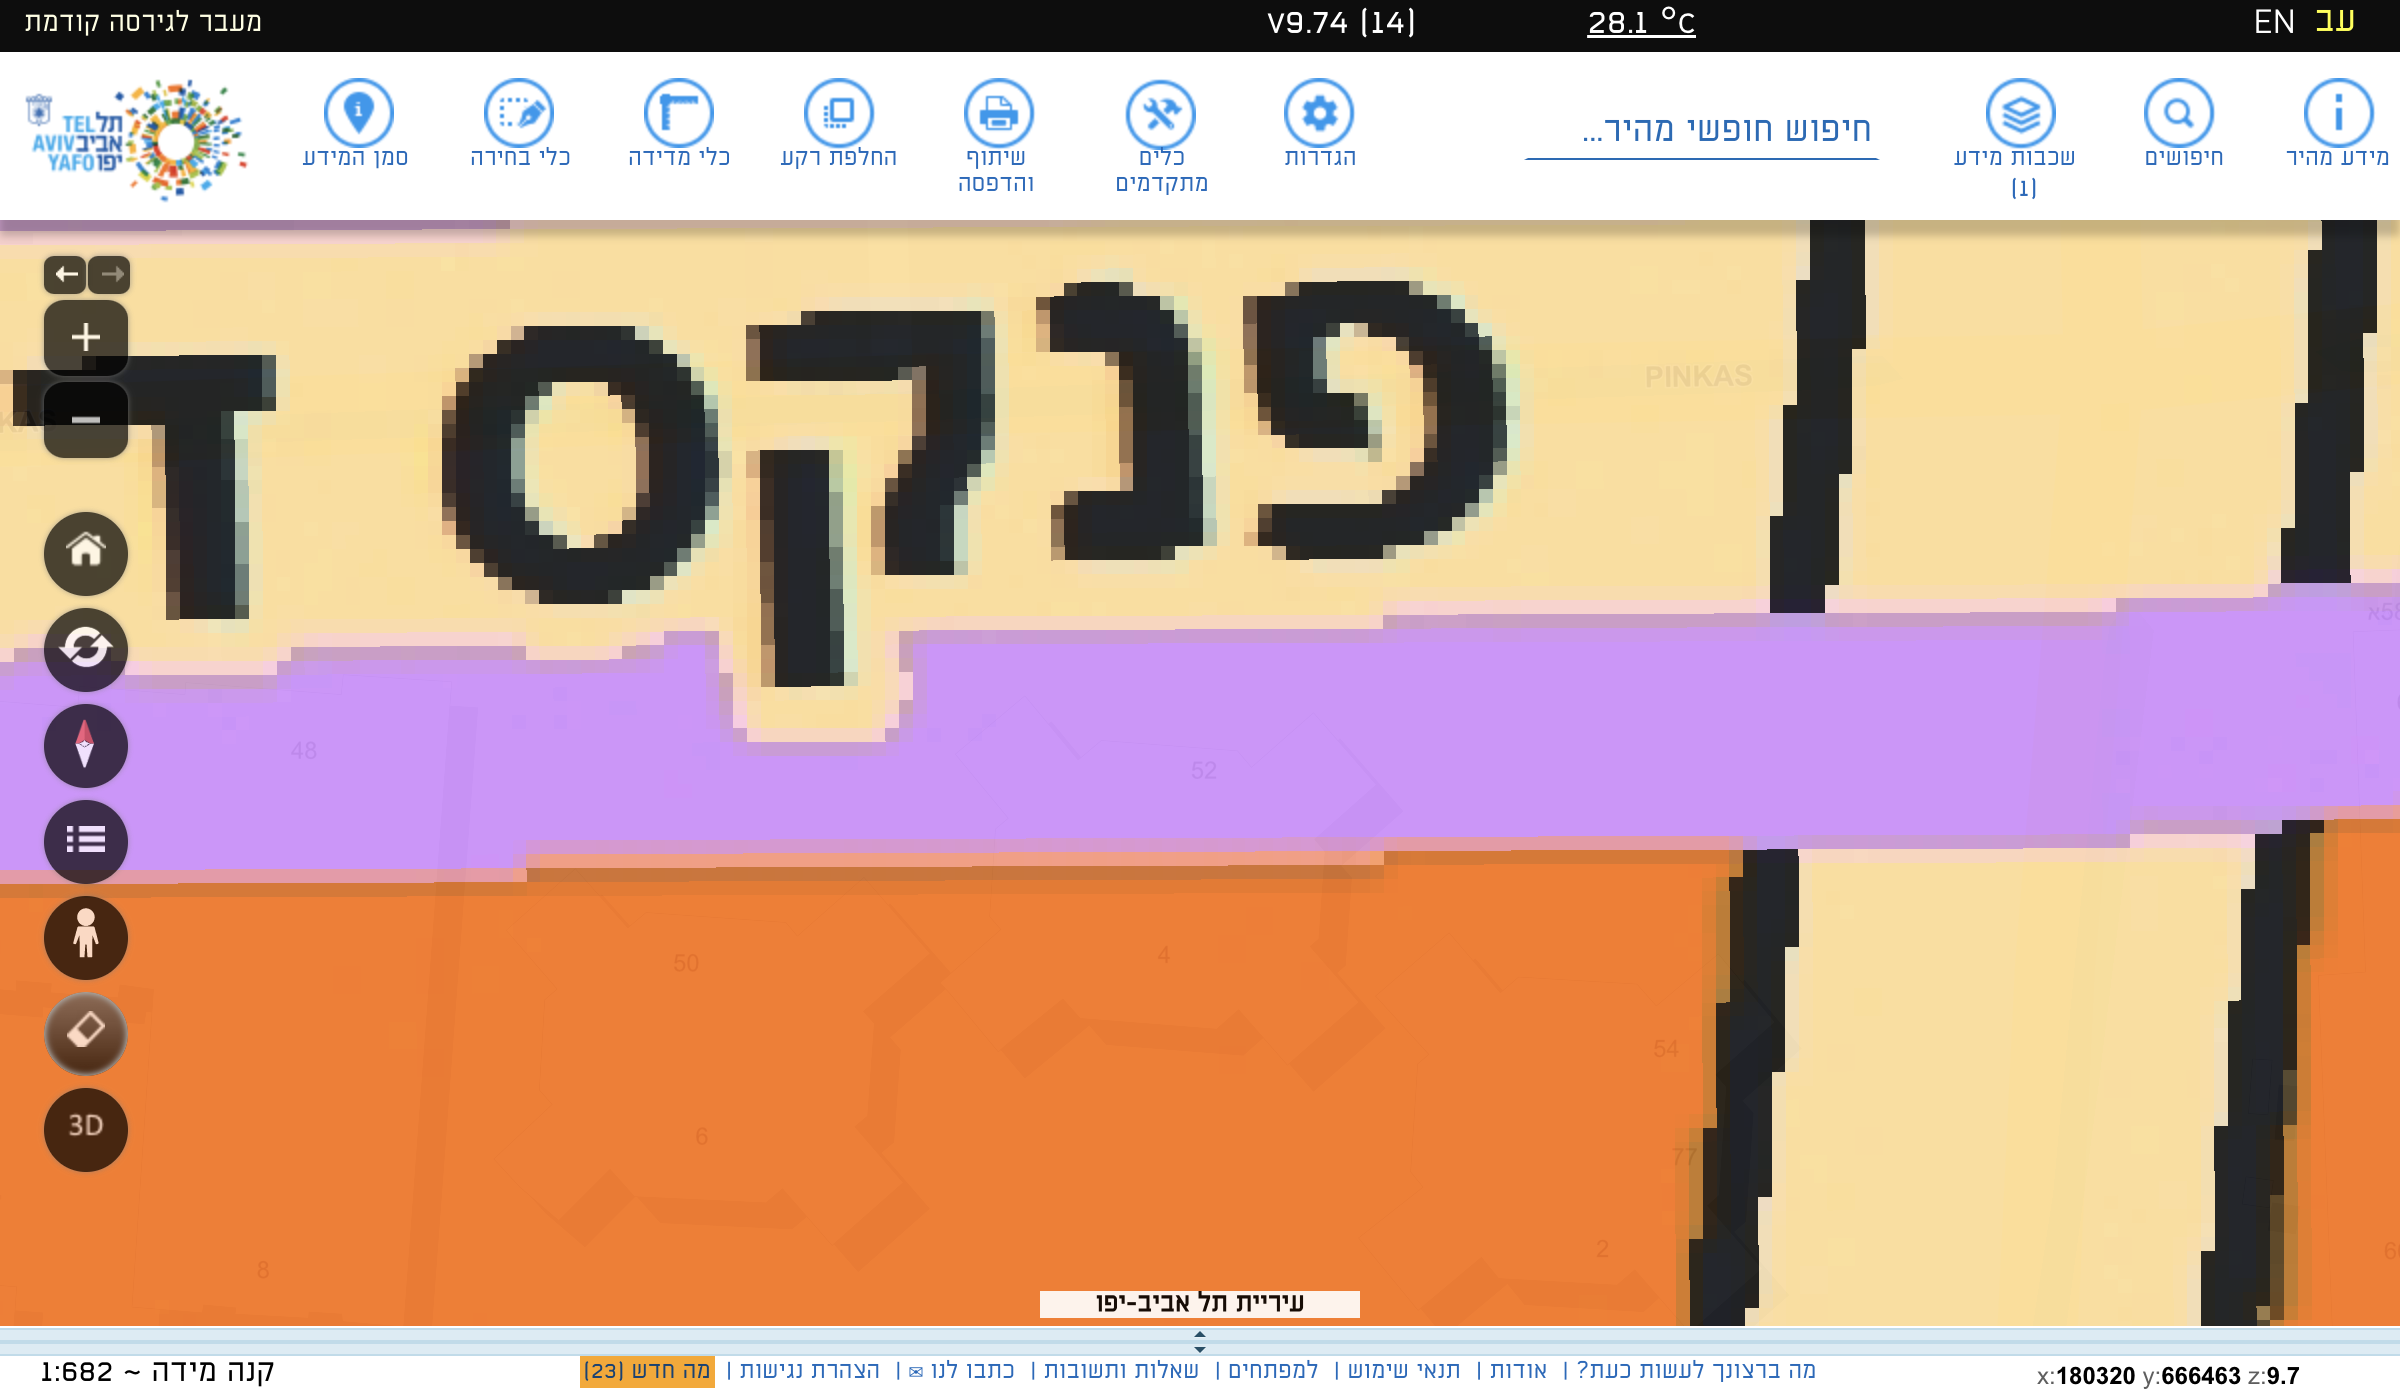 עב EN
28.1 °C
V9.74 (14)
מעבר לגירסה קודמת
מידע מהיר
חיפושים
שכבות מידע
(1)
חיפוש חופשי מהיר...
הגדרות
כלים
מתקדמים
שיתוף
והדפסה
החלפת רקע
כלי מדידה
כלי בחירה
סמן המידע
תל
אביב
יפו
TEL
AVIV
YAFO
פנקס ד
PINKAS
KAS
58א
48
52
50
4
54
6
77
8
2
3D
עיריית תל אביב-יפו
מה ברצונך לעשות כעת? | אודות | תנאי שימוש | למפתחים | שאלות ותשובות | כתבו לנו ✉ | הצהרת נגישות | מה חדש (23)
קנה מידה ~ 1:682
x:180320 y:666463 z:9.7